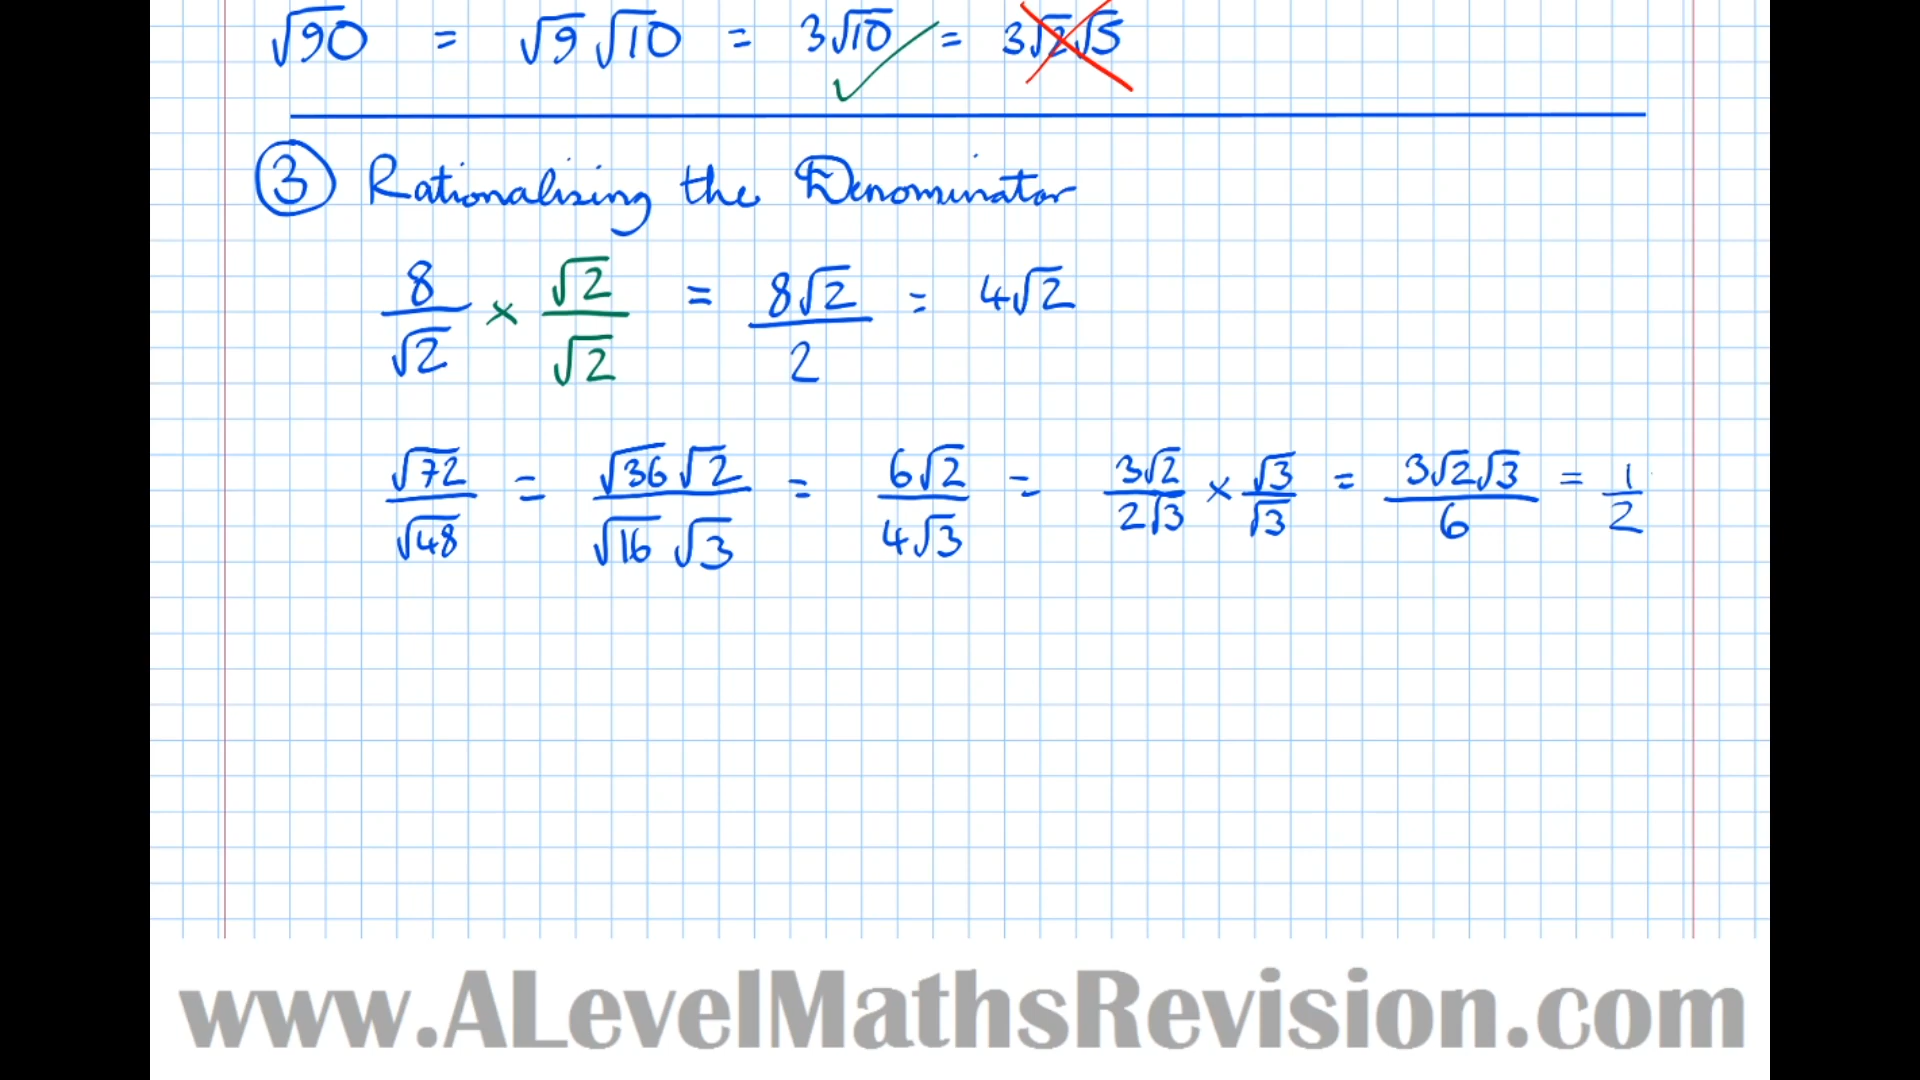 √90 = √9 √10 = 3√10 ✓ = 3√2√5
③ Rationalising the Denominator
8/√2 × √2/√2 = 8√2/2 = 4√2
√72/√48 = √36 √2/√16 √3 = 6√2/4√3 = 3√2/2√3 × √3/√3 = 3√2√3/6 = 1/2
www.ALevelMathsRevision.com